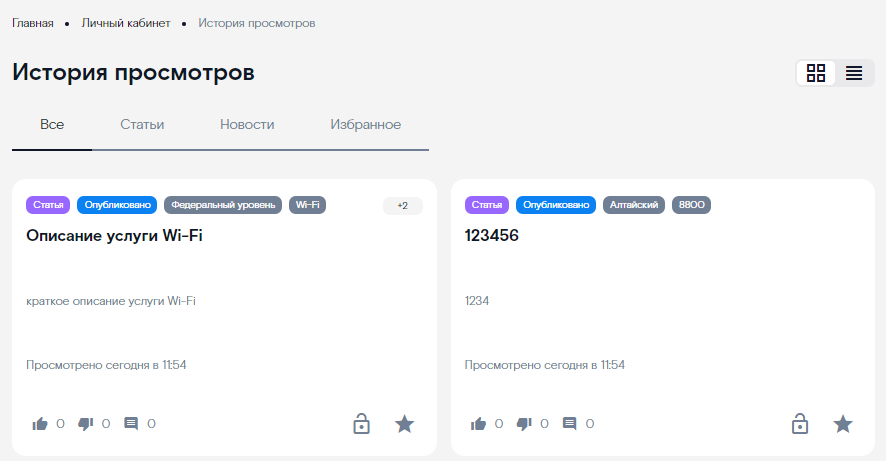 Главная • Личный кабинет • История просмотров
История просмотров
Все Статьи Новости Избранное
Статья Опубликовано Федеральный уровень Wi-Fi +2
Описание услуги Wi-Fi
краткое описание услуги Wi-Fi
Просмотрено сегодня в 11:54
0 0 0
Статья Опубликовано Алтайский 8800
123456
1234
Просмотрено сегодня в 11:54
0 0 0